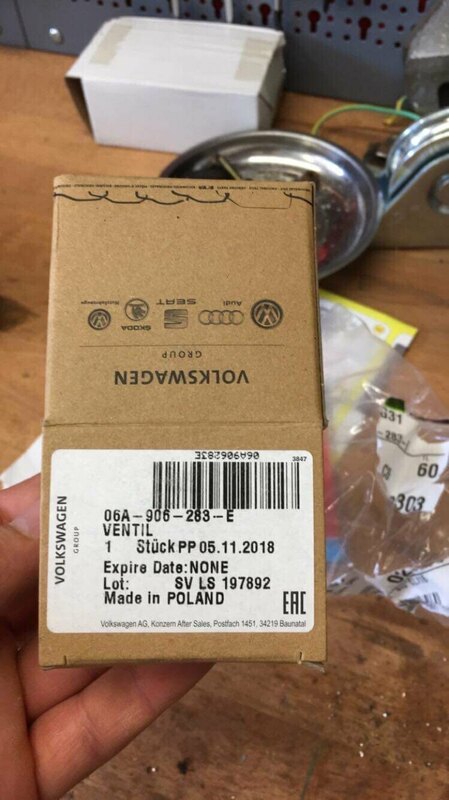 Nutzfahrzeuge
SKODA
SEAT
Audi
VOLKSWAGEN
GROUP
06A906283E
3847
VOLKSWAGEN
GROUP
06A-906-283-E
VENTIL
1 Stück PP 05.11.2018
Expire Date:NONE
Lot: SV LS 197892
Made in POLAND
EAC
Volkswagen AG, Konzern After Sales, Postfach 1451, 34219 Baunatal
60